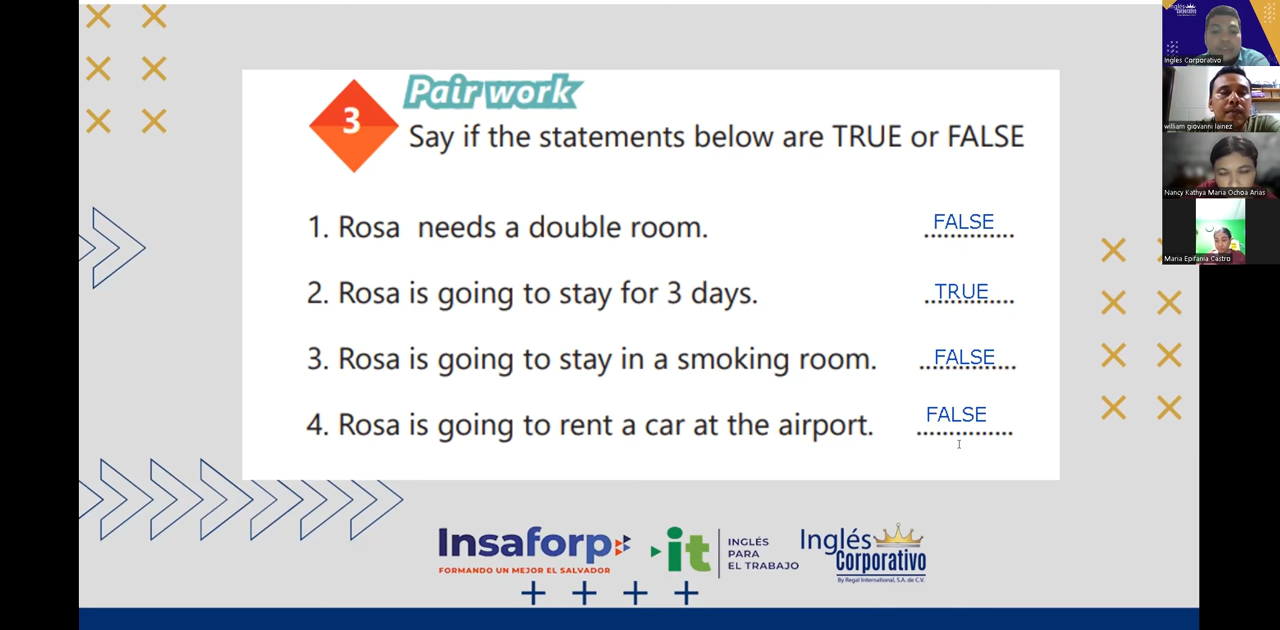 Pair work
3
Say if the statements below are TRUE or FALSE
1. Rosa needs a double room. FALSE
2. Rosa is going to stay for 3 days. TRUE
3. Rosa is going to stay in a smoking room. FALSE
4. Rosa is going to rent a car at the airport. FALSE
Insaforp
FORMANDO UN MEJOR EL SALVADOR
it
INGLÉS
PARA
EL TRABAJO
Inglés
Corporativo
By Regal International, S.A. de C.V.
Ingles Corporativo
william giovanni lainez
Nancy Kathya Maria Ochoa Arias
Maria Epifania Castro